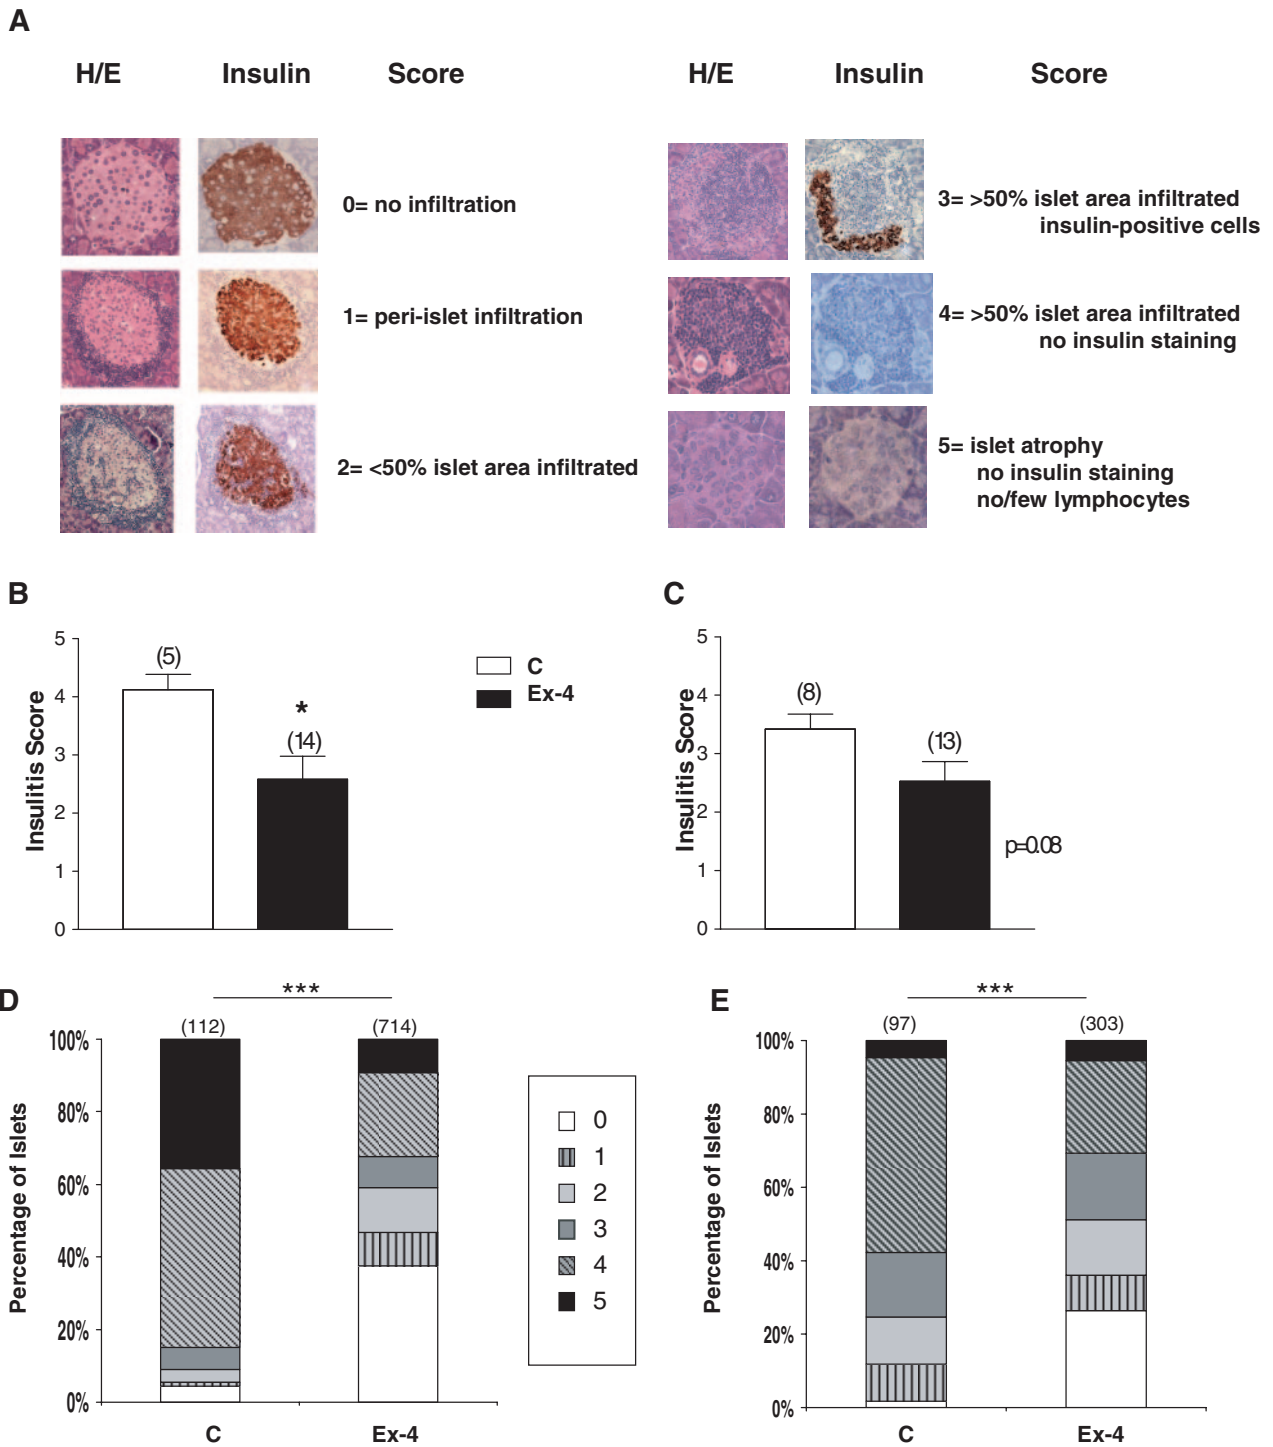 A
H/E Insulin Score
0= no infiltration
1= peri-islet infiltration
2= <50% islet area infiltrated
H/E Insulin Score
3= >50% islet area infiltrated
insulin-positive cells
4= >50% islet area infiltrated
no insulin staining
5= islet atrophy
no insulin staining
no/few lymphocytes
B
Insulitis Score
5
4
3
2
1
0
(5)
*
(14)
C
Ex-4
C
Insulitis Score
5
4
3
2
1
0
(8)
(13)
p=0.08
D
***
(112) (714)
Percentage of Islets
100%
80%
60%
40%
20%
0%
C Ex-4
0
1
2
3
4
5
E
***
(97) (303)
Percentage of Islets
100%
80%
60%
40%
20%
0%
C Ex-4